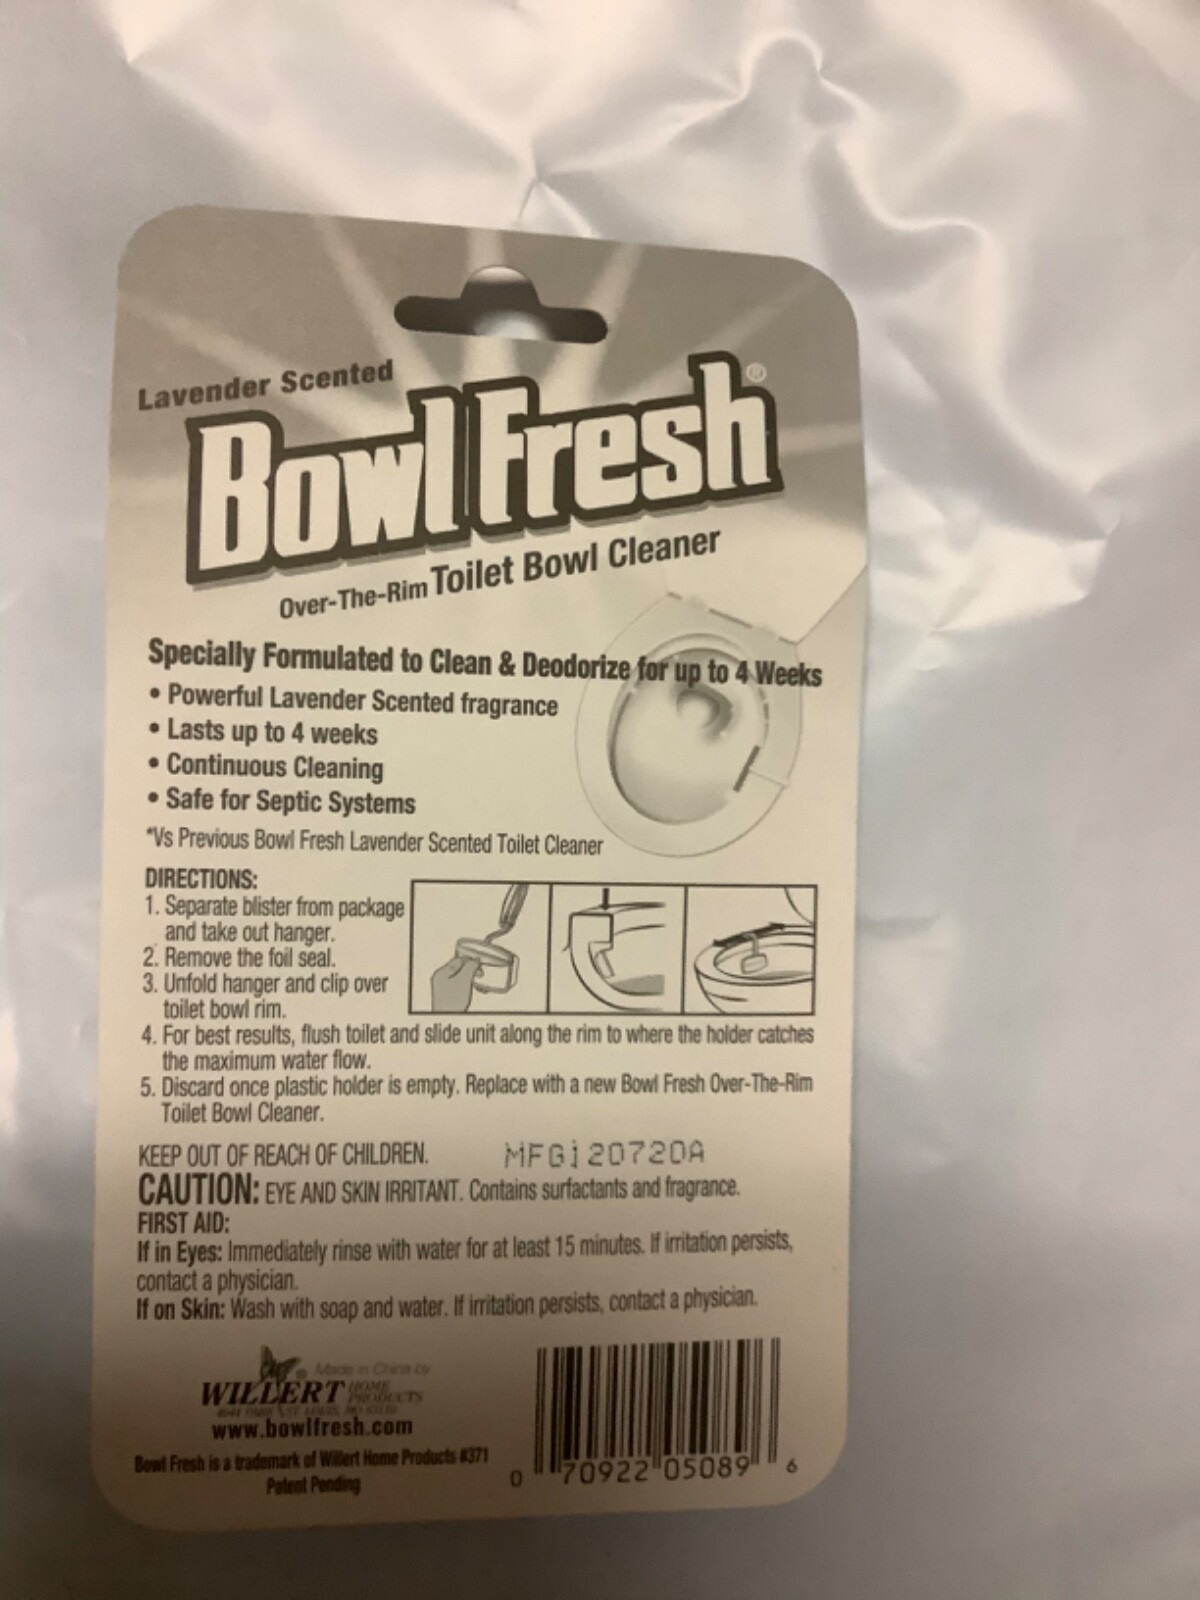 Lavender Scented
Bowl Fresh®
Over-The-Rim Toilet Bowl Cleaner
Specially Formulated to Clean & Deodorize for up to 4 Weeks
• Powerful Lavender Scented fragrance
• Lasts up to 4 weeks
• Continuous Cleaning
• Safe for Septic Systems
*Vs Previous Bowl Fresh Lavender Scented Toilet Cleaner
DIRECTIONS:
1. Separate blister from package
and take out hanger.
2. Remove the foil seal.
3. Unfold hanger and clip over
toilet bowl rim.
4. For best results, flush toilet and slide unit along the rim to where the holder catches
the maximum water flow.
5. Discard once plastic holder is empty. Replace with a new Bowl Fresh Over-The-Rim
Toilet Bowl Cleaner.
KEEP OUT OF REACH OF CHILDREN. MFG120720A
CAUTION: EYE AND SKIN IRRITANT. Contains surfactants and fragrance.
FIRST AID:
If in Eyes: Immediately rinse with water for at least 15 minutes. If irritation persists,
contact a physician.
If on Skin: Wash with soap and water. If irritation persists, contact a physician.
Made in China by
WILLERT HOME PRODUCTS
www.bowlfresh.com
Bowl Fresh is a trademark of Willert Home Products #371
Patent Pending
0 70922 05089 6